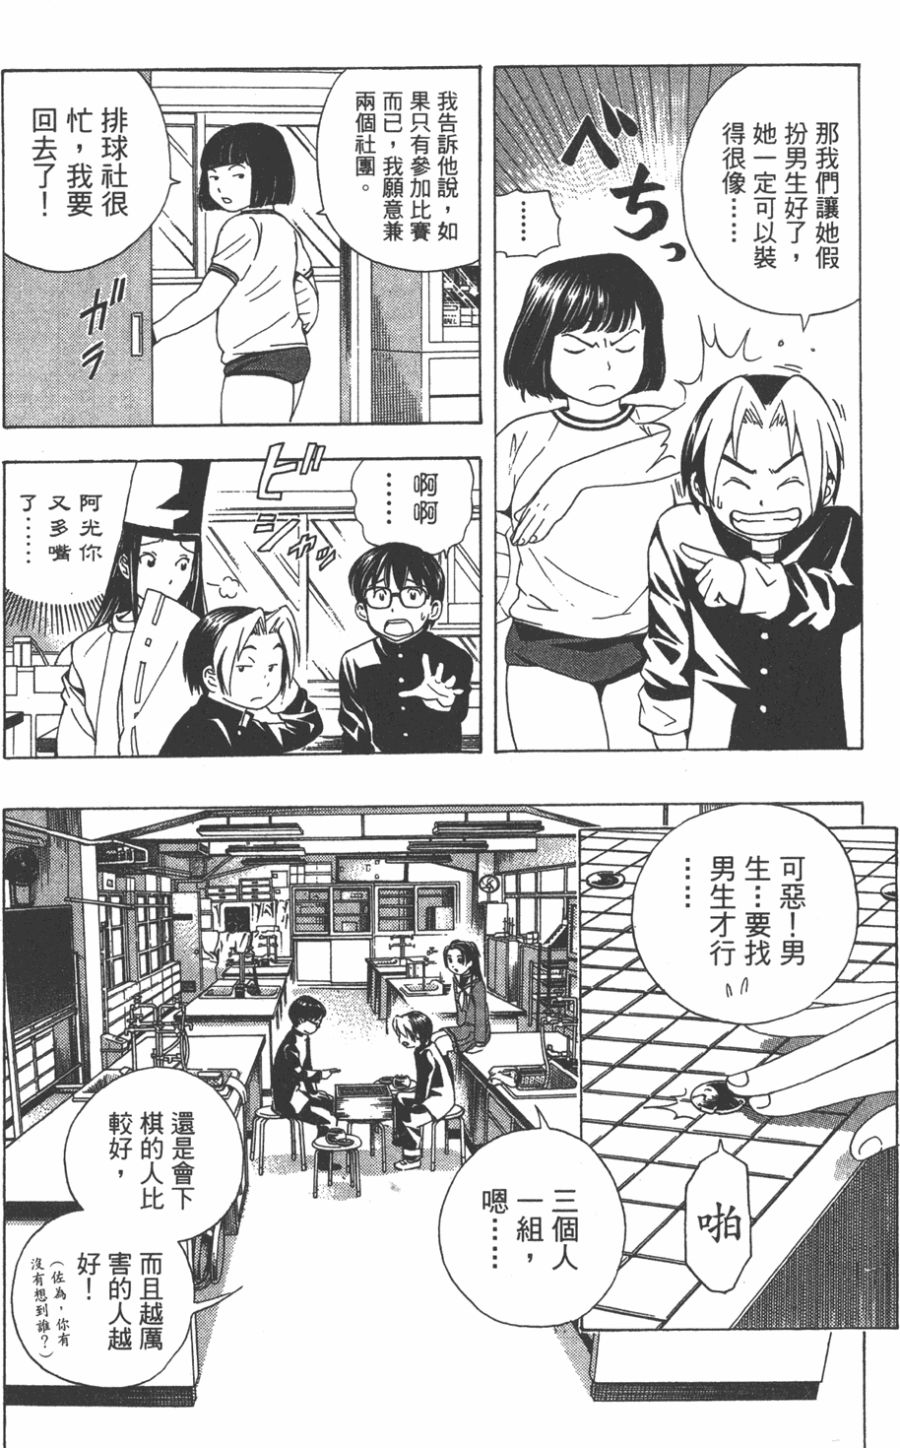 那我們讓她假
扮男生好了，
她一定可以裝
得很像……
べちっ
……
我告訴他說，如
果只有參加比賽
而已，我願意兼
兩個社團。
排球社很
忙，我要
回去了！
ガラ
啊啊
……
ピシャッ
阿光你
又多嘴
了……
可惡！男
生…要找
男生才行
……
啪
三個人
一組，
嗯……
還是會下
棋的人比
較好，
而且越厲
害的人越
好！
（佐為，你有
沒有想到誰？）